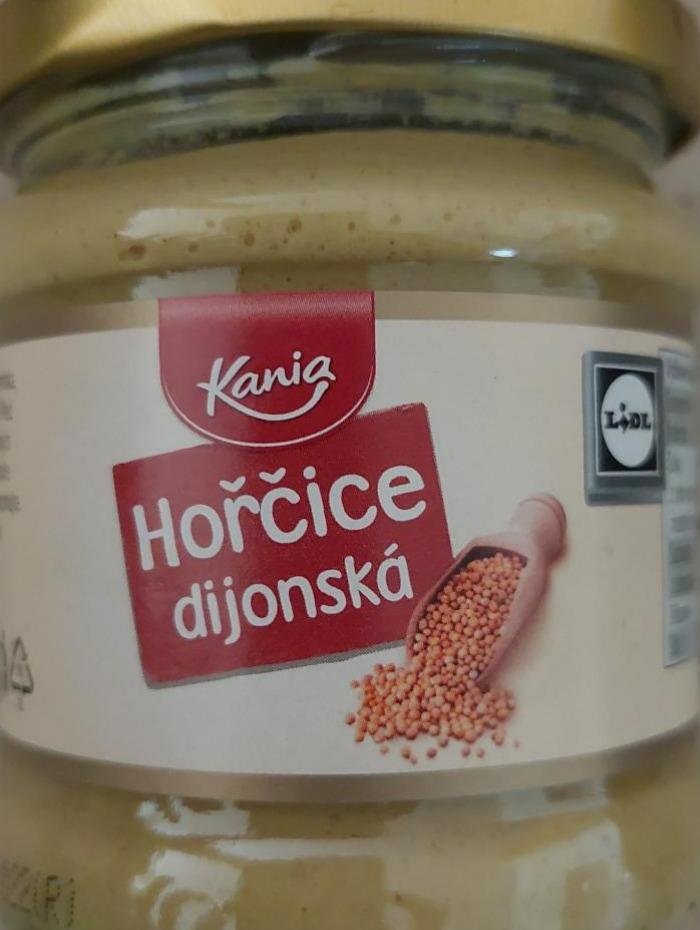 Kania
LiDL
Hořčice
dijonská